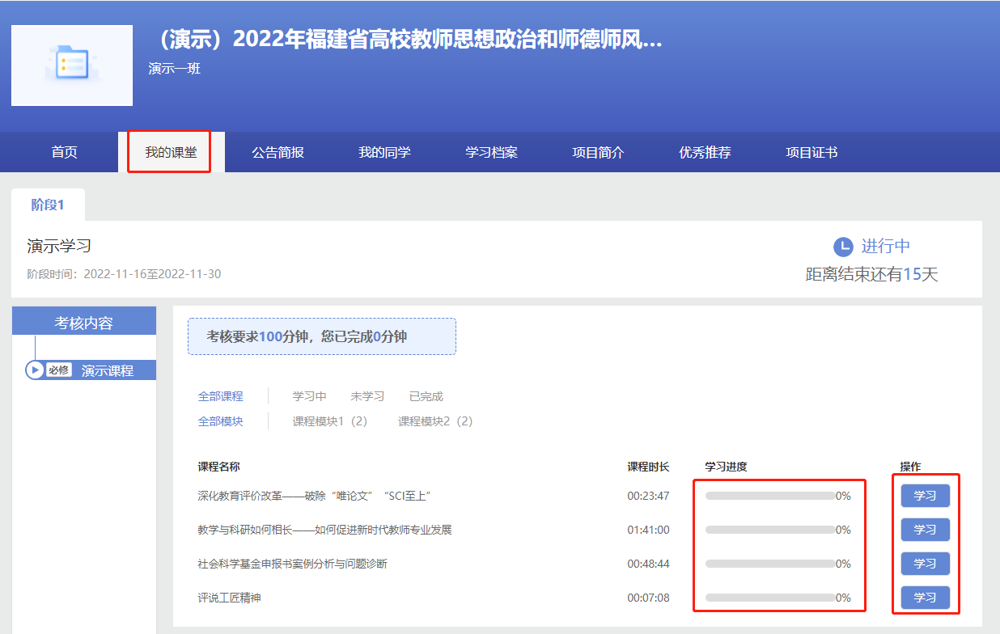 （演示）2022年福建省高校教师思想政治和师德师风...
演示一班
首页 我的课堂 公告简报 我的同学 学习档案 项目简介 优秀推荐 项目证书
阶段1
演示学习
进行中
阶段时间：2022-11-16至2022-11-30
距离结束还有15天
考核内容
必修 演示课程
考核要求100分钟，您已完成0分钟
全部课程 学习中 未学习 已完成
全部模块 课程模块1（2） 课程模块2（2）
课程名称 课程时长 学习进度 操作
深化教育评价改革——破除“唯论文”“SCI至上” 00:23:47 0% 学习
教学与科研如何相长——如何促进新时代教师专业发展 01:41:00 0% 学习
社会科学基金申报书案例分析与问题诊断 00:48:44 0% 学习
评说工匠精神 00:07:08 0% 学习